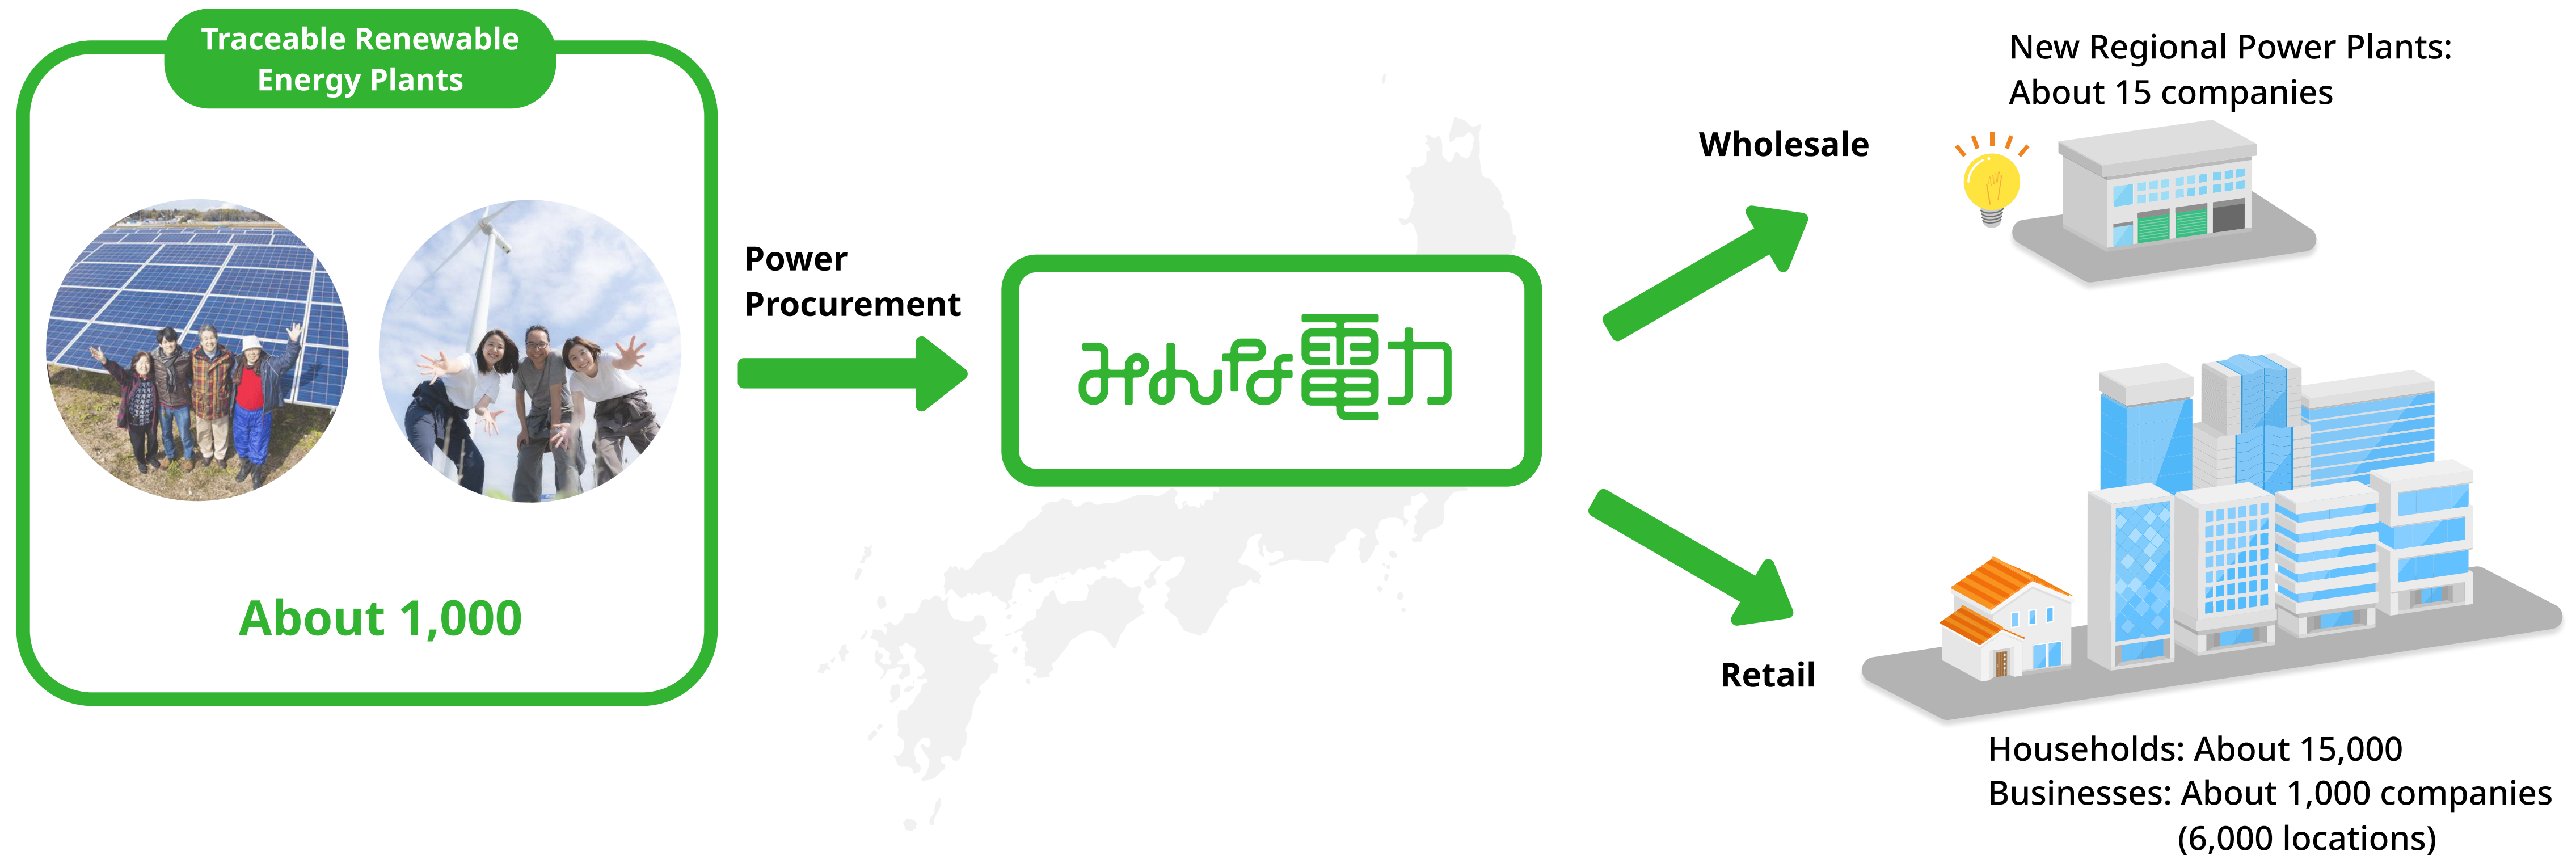 Traceable Renewable
Energy Plants
About 1,000
Power
Procurement
みんな電力
Wholesale
New Regional Power Plants:
About 15 companies
Retail
Households: About 15,000
Businesses: About 1,000 companies
(6,000 locations)